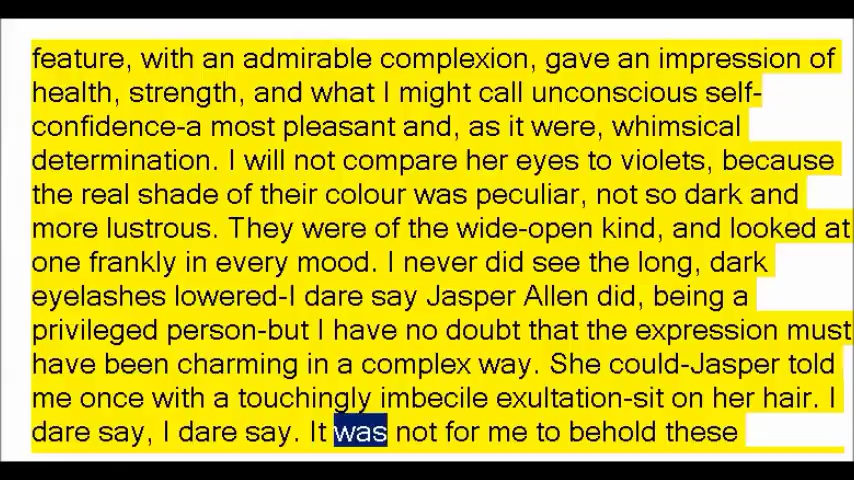 feature, with an admirable complexion, gave an impression of
health, strength, and what I might call unconscious self-
confidence-a most pleasant and, as it were, whimsical
determination. I will not compare her eyes to violets, because
the real shade of their colour was peculiar, not so dark and
more lustrous. They were of the wide-open kind, and looked at
one frankly in every mood. I never did see the long, dark
eyelashes lowered-I dare say Jasper Allen did, being a
privileged person-but I have no doubt that the expression must
have been charming in a complex way. She could-Jasper told
me once with a touchingly imbecile exultation-sit on her hair. I
dare say, I dare say. It was not for me to behold these